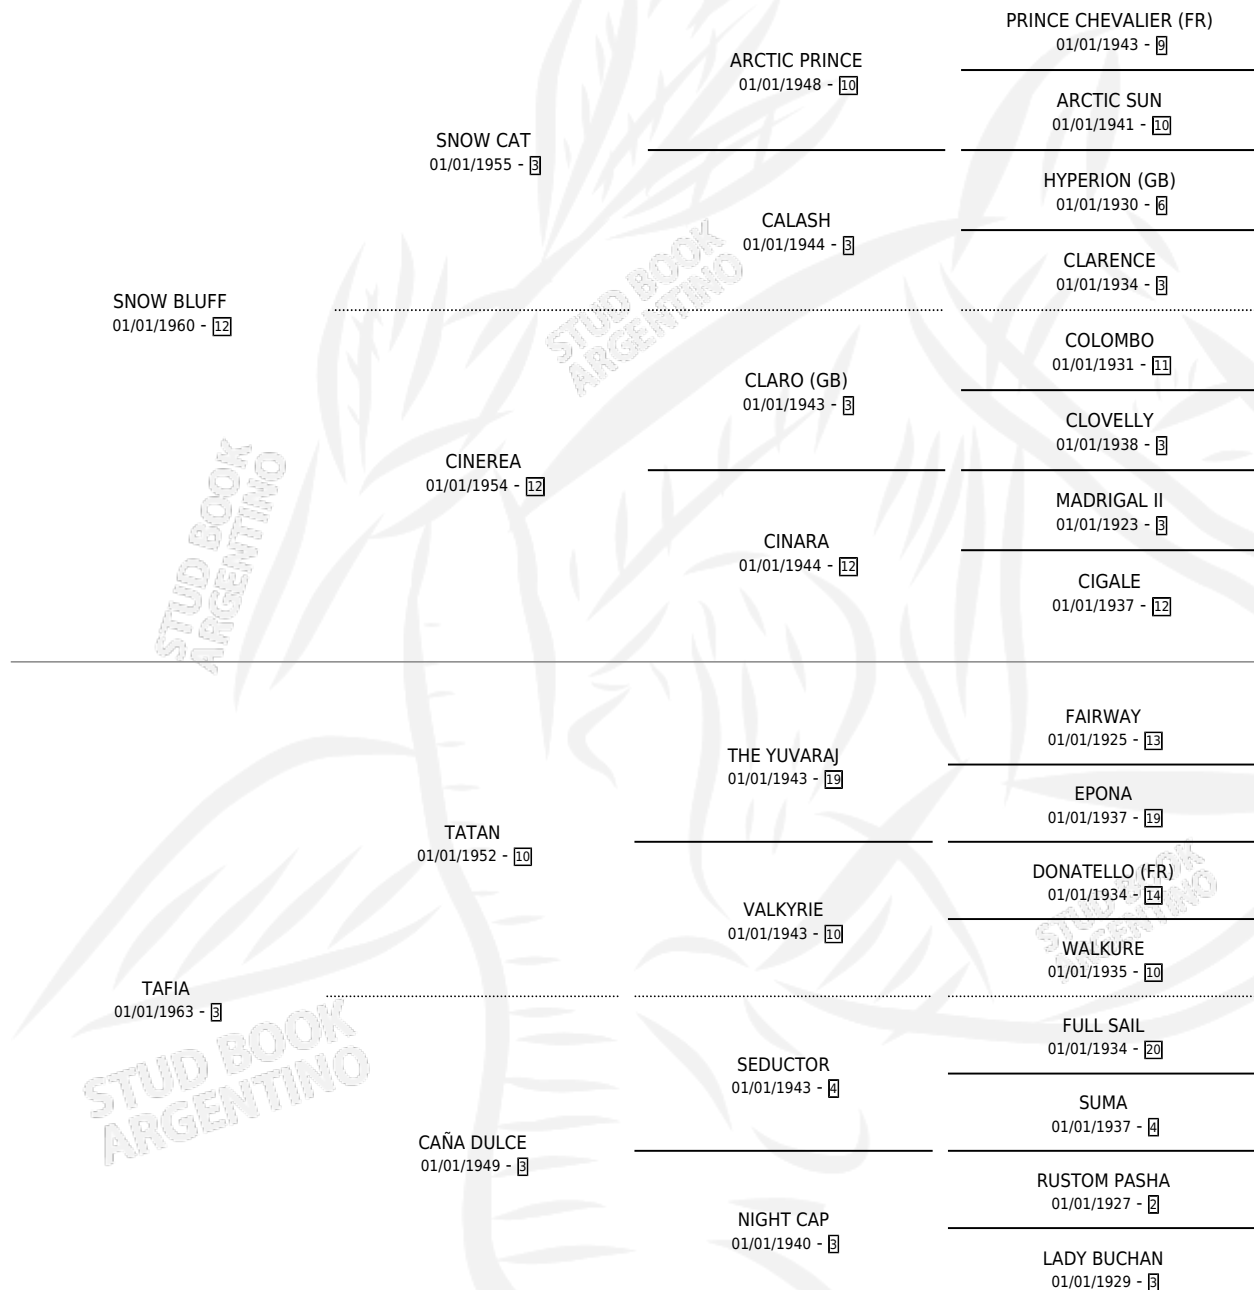 PRINCE CHEVALIER (FR)
01/01/1943 - 9
ARCTIC PRINCE
01/01/1948 - 10
ARCTIC SUN
01/01/1941 - 10
SNOW CAT
01/01/1955 - 3
HYPERION (GB)
01/01/1930 - 6
CALASH
01/01/1944 - 3
CLARENCE
01/01/1934 - 3
SNOW BLUFF
01/01/1960 - 12
COLOMBO
01/01/1931 - 11
CLARO (GB)
01/01/1943 - 3
CLOVELLY
01/01/1938 - 3
CINEREA
01/01/1954 - 12
MADRIGAL II
01/01/1923 - 3
CINARA
01/01/1944 - 12
CIGALE
01/01/1937 - 12
FAIRWAY
01/01/1925 - 13
THE YUVARAJ
01/01/1943 - 19
EPONA
01/01/1937 - 19
TATAN
01/01/1952 - 10
DONATELLO (FR)
01/01/1934 - 14
VALKYRIE
01/01/1943 - 10
WALKURE
01/01/1935 - 10
TAFIA
01/01/1963 - 3
FULL SAIL
01/01/1934 - 20
SEDUCTOR
01/01/1943 - 4
SUMA
01/01/1937 - 4
CAÑA DULCE
01/01/1949 - 3
RUSTOM PASHA
01/01/1927 - 2
NIGHT CAP
01/01/1940 - 3
LADY BUCHAN
01/01/1929 - 3
STUD BOOK
ARGENTINO
STUD BOOK
ARGENTINO
STUD BOOK
ARGENTINO
STUD BOOK
ARGENTINO